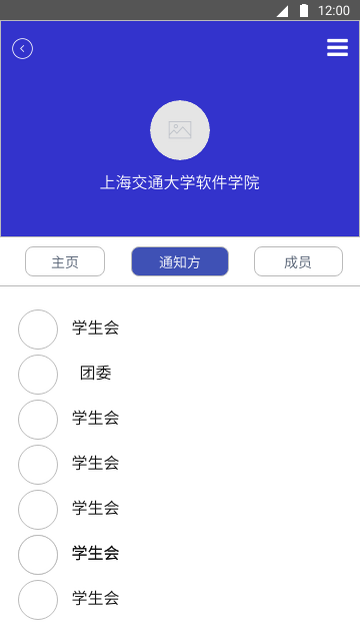 12:00
上海交通大学软件学院
主页 通知方 成员
学生会
团委
学生会
学生会
学生会
学生会
学生会